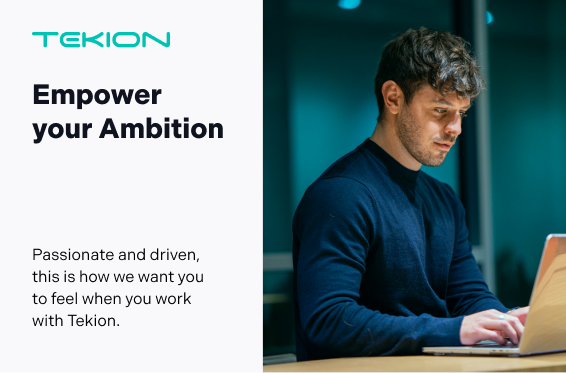 TEKION
Empower
your Ambition
Passionate and driven,
this is how we want you
to feel when you work
with Tekion.